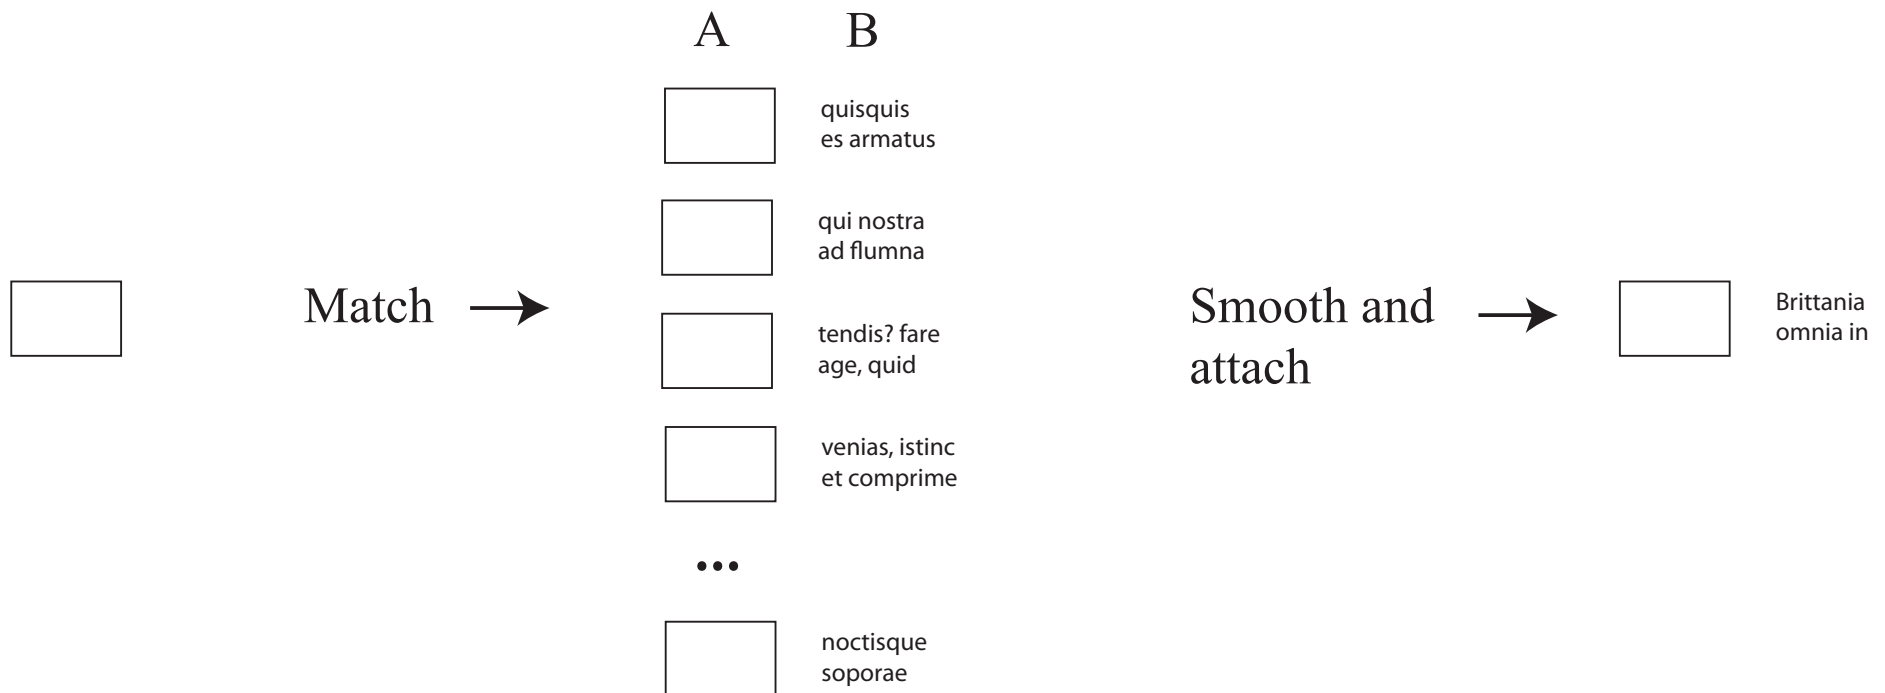 A B
quisquis
es armatus
qui nostra
ad flumna
Match
tendis? fare
age, quid
venias, istinc
et comprime
...
noctisque
soporae
Smooth and
attach
Brittania
omnia in